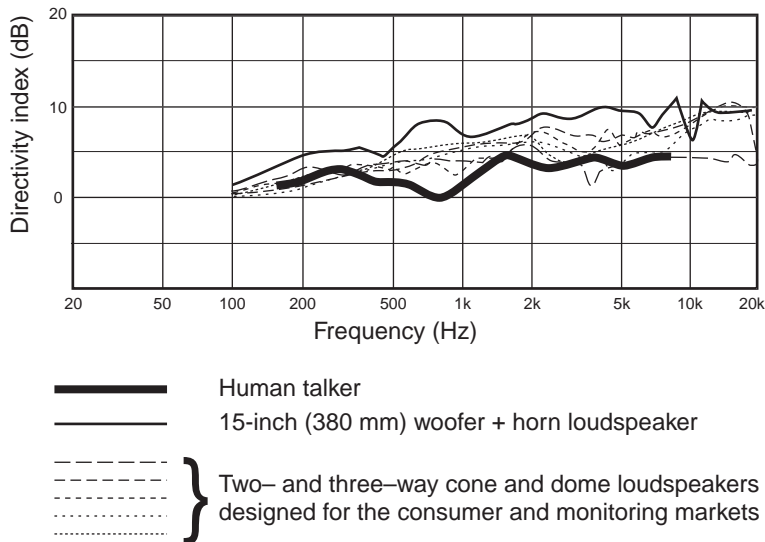 Directivity index (dB)
20
10
0
20 50 100 200 500 1k 2k 5k 10k 20k
Frequency (Hz)
Human talker
15-inch (380 mm) woofer + horn loudspeaker
Two– and three–way cone and dome loudspeakers
designed for the consumer and monitoring markets